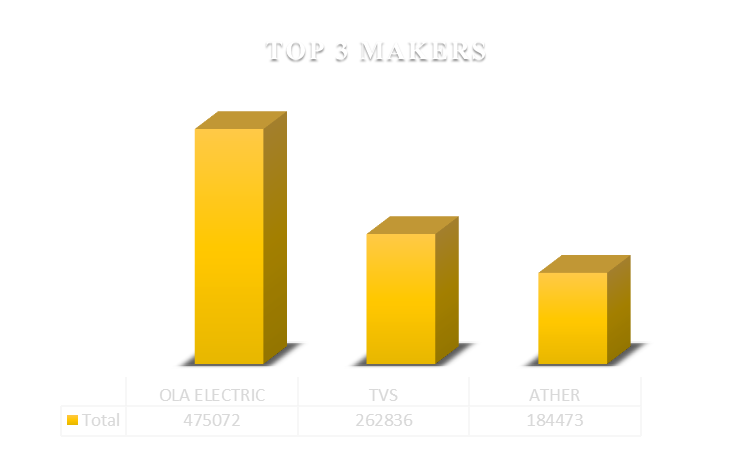 TOP 3 MAKERS
OLA ELECTRIC TVS ATHER
Total 475072 262836 184473